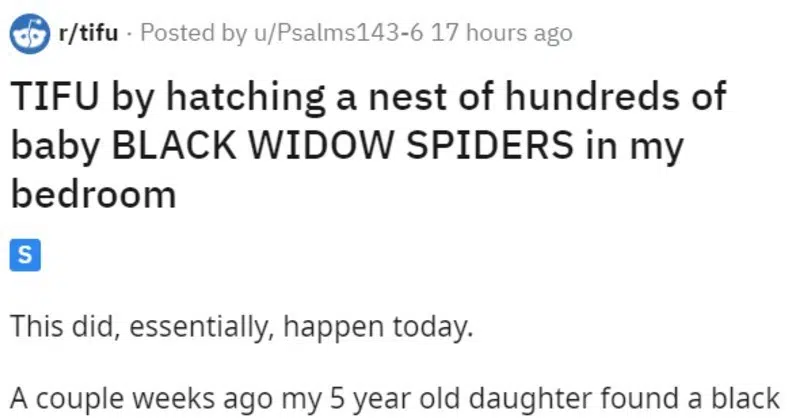 r/tifu · Posted by u/Psalms143-6 17 hours ago
TIFU by hatching a nest of hundreds of
baby BLACK WIDOW SPIDERS in my
bedroom
S
This did, essentially, happen today.
A couple weeks ago my 5 year old daughter found a black